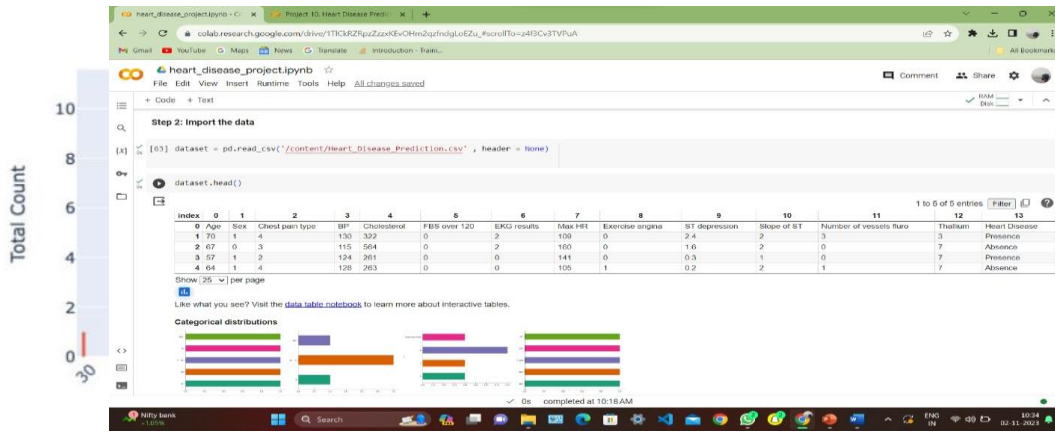 heart_disease_project.ipynb - Co
Project 10. Heart Disease Predic
colab.research.google.com/drive/1TlCkRZRpzZzzxKEvOHm2qzfndgLoEZu_#scrollTo=z4f3Cv3TVPuA
Gmail YouTube Maps News Translate Introduction - Traini... All Bookmarks
heart_disease_project.ipynb
File Edit View Insert Runtime Tools Help All changes saved
Comment Share
+ Code + Text
RAM
Disk
Step 2: Import the data
[63] dataset = pd.read_csv('/content/Heart_Disease_Prediction.csv' , header = None)
dataset.head()
1 to 5 of 5 entries Filter
index 0 1 2 3 4 5 6 7 8 9 10 11 12 13
0 Age Sex Chest pain type BP Cholesterol FBS over 120 EKG results Max HR Exercise angina ST depression Slope of ST Number of vessels fluro Thallium Heart Disease
1 70 1 4 130 322 0 2 109 0 2.4 2 3 3 Presence
2 67 0 3 115 564 0 2 160 0 1.6 2 0 7 Absence
3 57 1 2 124 261 0 0 141 0 0.3 1 0 7 Presence
4 64 1 4 128 263 0 0 105 1 0.2 2 1 7 Absence
Show 25 per page
Like what you see? Visit the data table notebook to learn more about interactive tables.
Categorical distributions
0s completed at 10:18 AM
Nifty bank
-1.05%
Search
ENG
IN
10:34
02-11-2023
Total Count
10
8
6
4
2
0
30